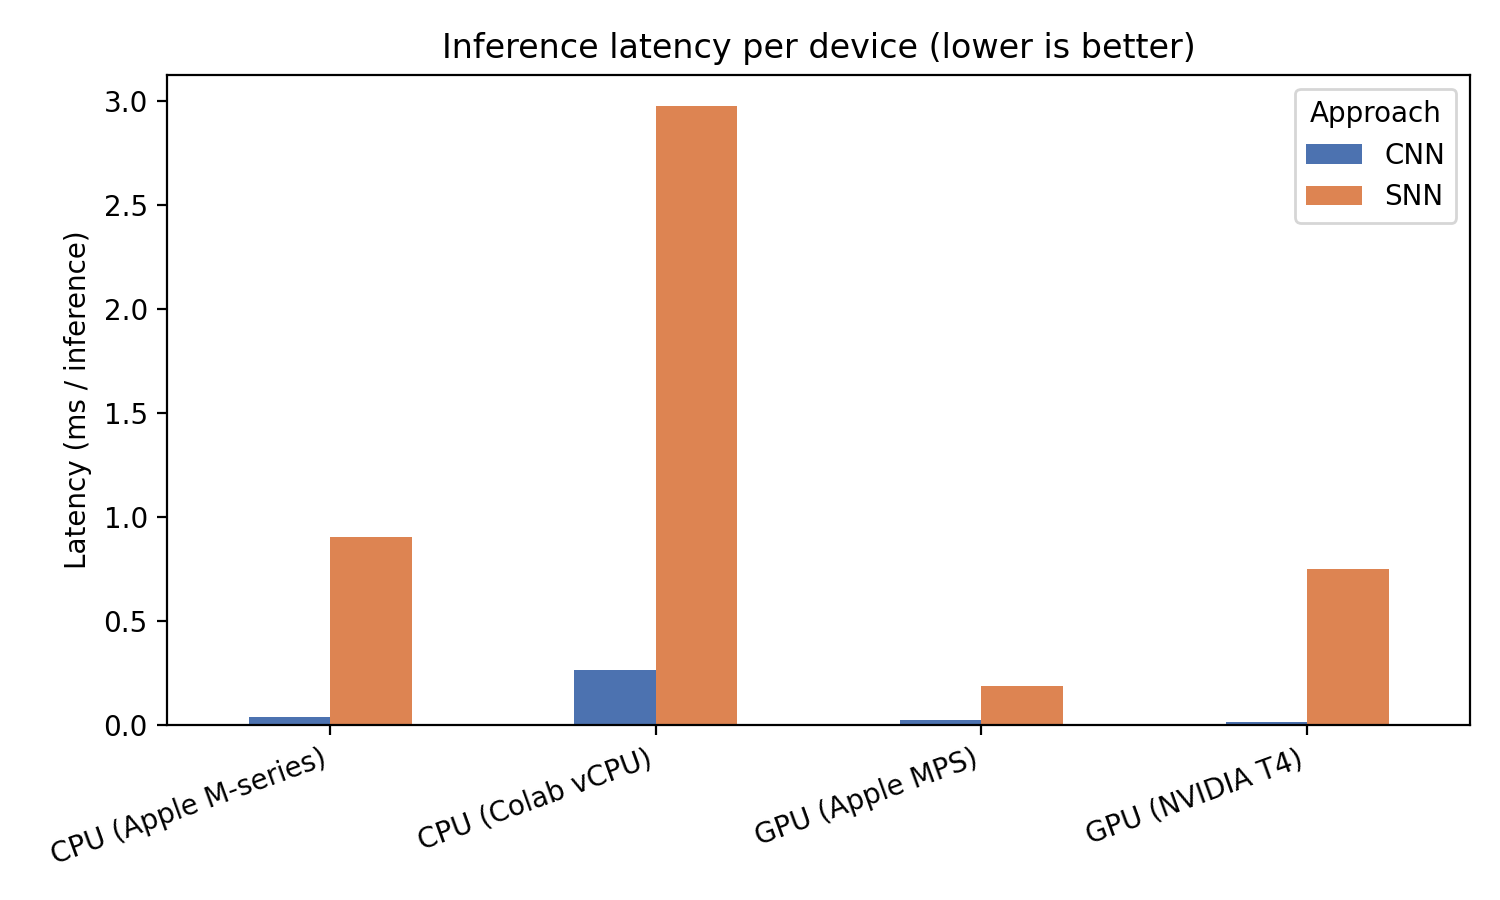 Inference latency per device (lower is better)
Approach
CNN
SNN
Latency (ms / inference)
3.0
2.5
2.0
1.5
1.0
0.5
0.0
CPU (Apple M-series)
CPU (Colab vCPU)
GPU (Apple MPS)
GPU (NVIDIA T4)